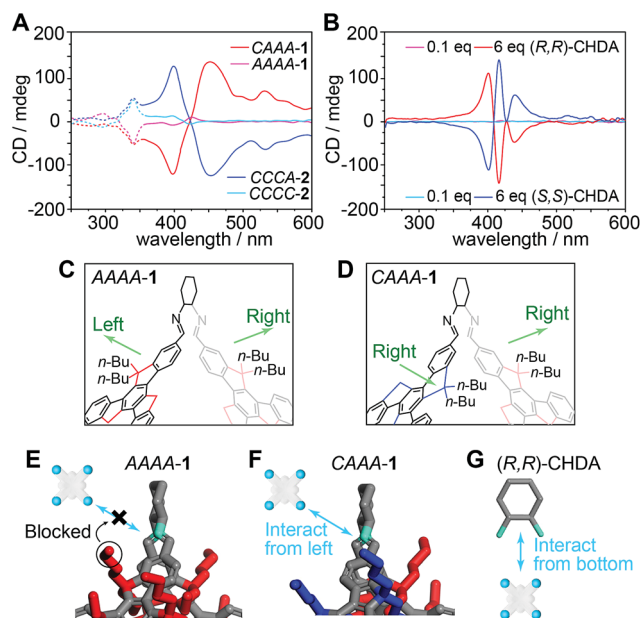 A
200
100
0
-100
-200
CD / mdeg
CAAA-1
AAAA-1
CCCA-2
CCCC-2
300
400
500
600
wavelength / nm
B
200
100
0
-100
-200
CD / mdeg
0.1 eq
6 eq (R,R)-CHDA
0.1 eq
6 eq (S,S)-CHDA
300
400
500
600
wavelength / nm
C
AAAA-1
Left
Right
N
N
n-Bu
n-Bu
n-Bu
n-Bu
D
CAAA-1
Right
Right
N
N
n-Bu
n-Bu
n-Bu
n-Bu
E
AAAA-1
Blocked
F
CAAA-1
Interact
from left
G
(R,R)-CHDA
Interact
from bottom